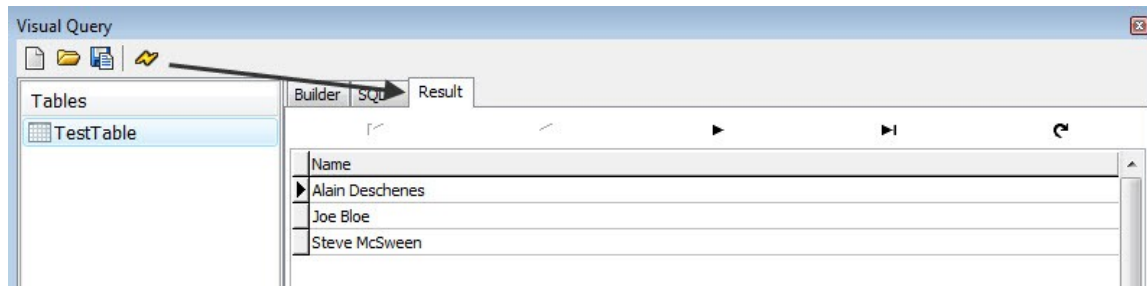 Visual Query
Tables
Builder SQL Result
TestTable
Name
Alain Deschenes
Joe Bloe
Steve McSween